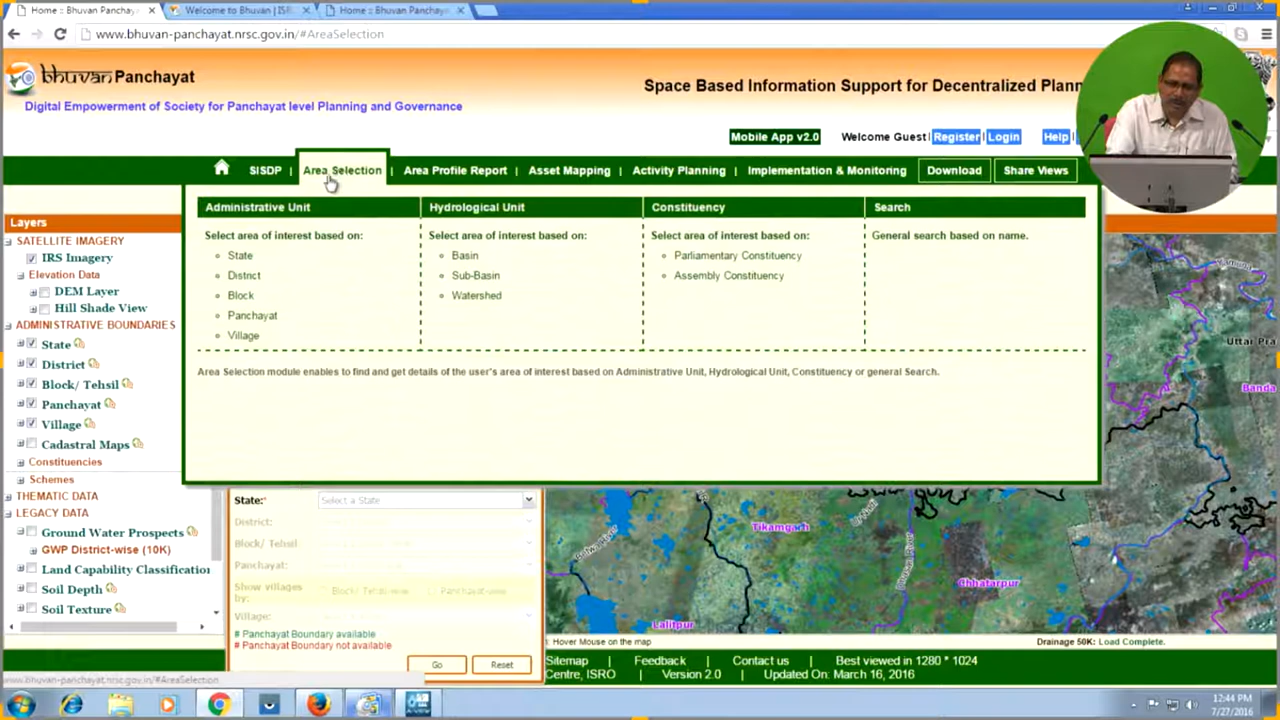 Home :: Bhuvan Panchay
Welcome to Bhuvan | ISR
Home :: Bhuvan Panchay
www.bhuvan-panchayat.nrsc.gov.in/#AreaSelection
bhuvanPanchayat
Digital Empowerment of Society for Panchayat level Planning and Governance
Space Based Information Support for Decentralized Plann
Mobile App v2.0 Welcome Guest Register | Login Help
SISDP | Area Selection | Area Profile Report | Asset Mapping | Activity Planning | Implementation & Monitoring Download Share Views
Administrative Unit Hydrological Unit Constituency Search
Select area of interest based on: Select area of interest based on: Select area of interest based on: General search based on name.
State Basin Parliamentary Constituency
District Sub-Basin Assembly Constituency
Block Watershed
Panchayat
Village
Area Selection module enables to find and get details of the user's area of interest based on Administrative Unit, Hydrological Unit, Constituency or general Search.
Layers
SATELLITE IMAGERY
IRS Imagery
Elevation Data
DEM Layer
Hill Shade View
ADMINISTRATIVE BOUNDARIES
State
District
Block/ Tehsil
Panchayat
Village
Cadastral Maps
Constituencies
Schemes
THEMATIC DATA
LEGACY DATA
Ground Water Prospects
GWP District-wise (10K)
Land Capability Classification
Soil Depth
Soil Texture
State:* Select a State
District:
Block/ Tehsil:
Panchayat:
Show villages by: Block/ Tehsil-wise Panchayat-wise
Village:
# Panchayat Boundary available
# Panchayat Boundary not available
Go Reset
Uttar Pra
Banda
Tikamgarh
Chhatarpur
Lalitpur
: Hover Mouse on the map
Drainage 50K: Load Complete.
Sitemap | Feedback | Contact us | Best viewed in 1280 * 1024
Centre, ISRO | Version 2.0 | Updated On: March 16, 2016
www.bhuvan-panchayat.nrsc.gov.in/#AreaSelection
12:44 PM
7/27/2016